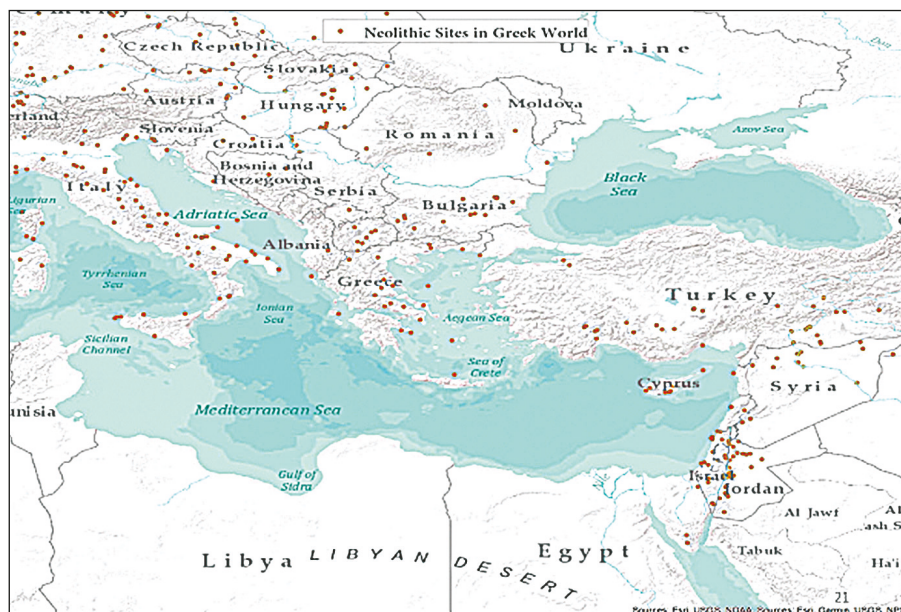 Neolithic Sites in Greek World
Czech Republic
Ukraine
Don
Slovakia
Austria
Hungary
Moldova
erland
Slovenia
Romania
Azov Sea
Croatia
Bosnia and
Herzegovina
Serbia
Black
Sea
Italy
Ligurian
Sea
Bulgaria
Adriatic Sea
Albania
Tyrrhenian
Sea
Greece
Turkey
Ionian
Sea
Aegean Sea
Sicilian
Channel
Sea of
Crete
Cyprus
Syria
Mediterranean Sea
unisia
Gulf of
Sidra
Israel
Jordan
Al Jawf
ash S
Libya
LIBYAN DESERT
Egypt
Tabuk
Ha'i
21